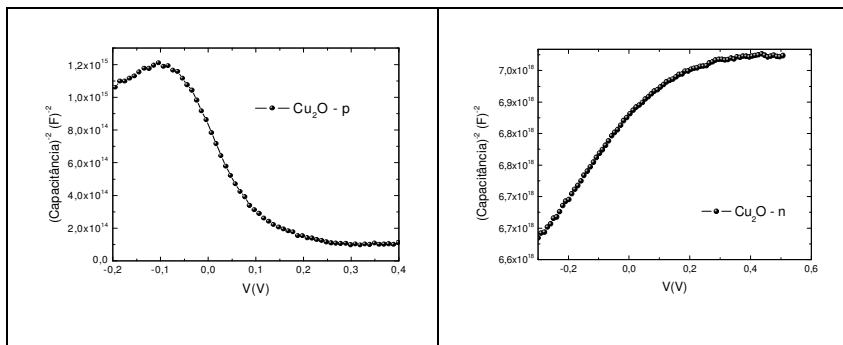 1,2x10^15
1,0x10^15
8,0x10^14
6,0x10^14
4,0x10^14
2,0x10^14
0,0
(Capacitância)^-2 (F)^-2
Cu_2O - p
-0,2 -0,1 0,0 0,1 0,2 0,3 0,4
V(V)
7,0x10^18
6,9x10^18
6,8x10^18
6,8x10^18
6,7x10^18
6,7x10^18
6,6x10^18
(Capacitância)^-2 (F)^-2
Cu_2O - n
-0,2 0,0 0,2 0,4 0,6
V(V)